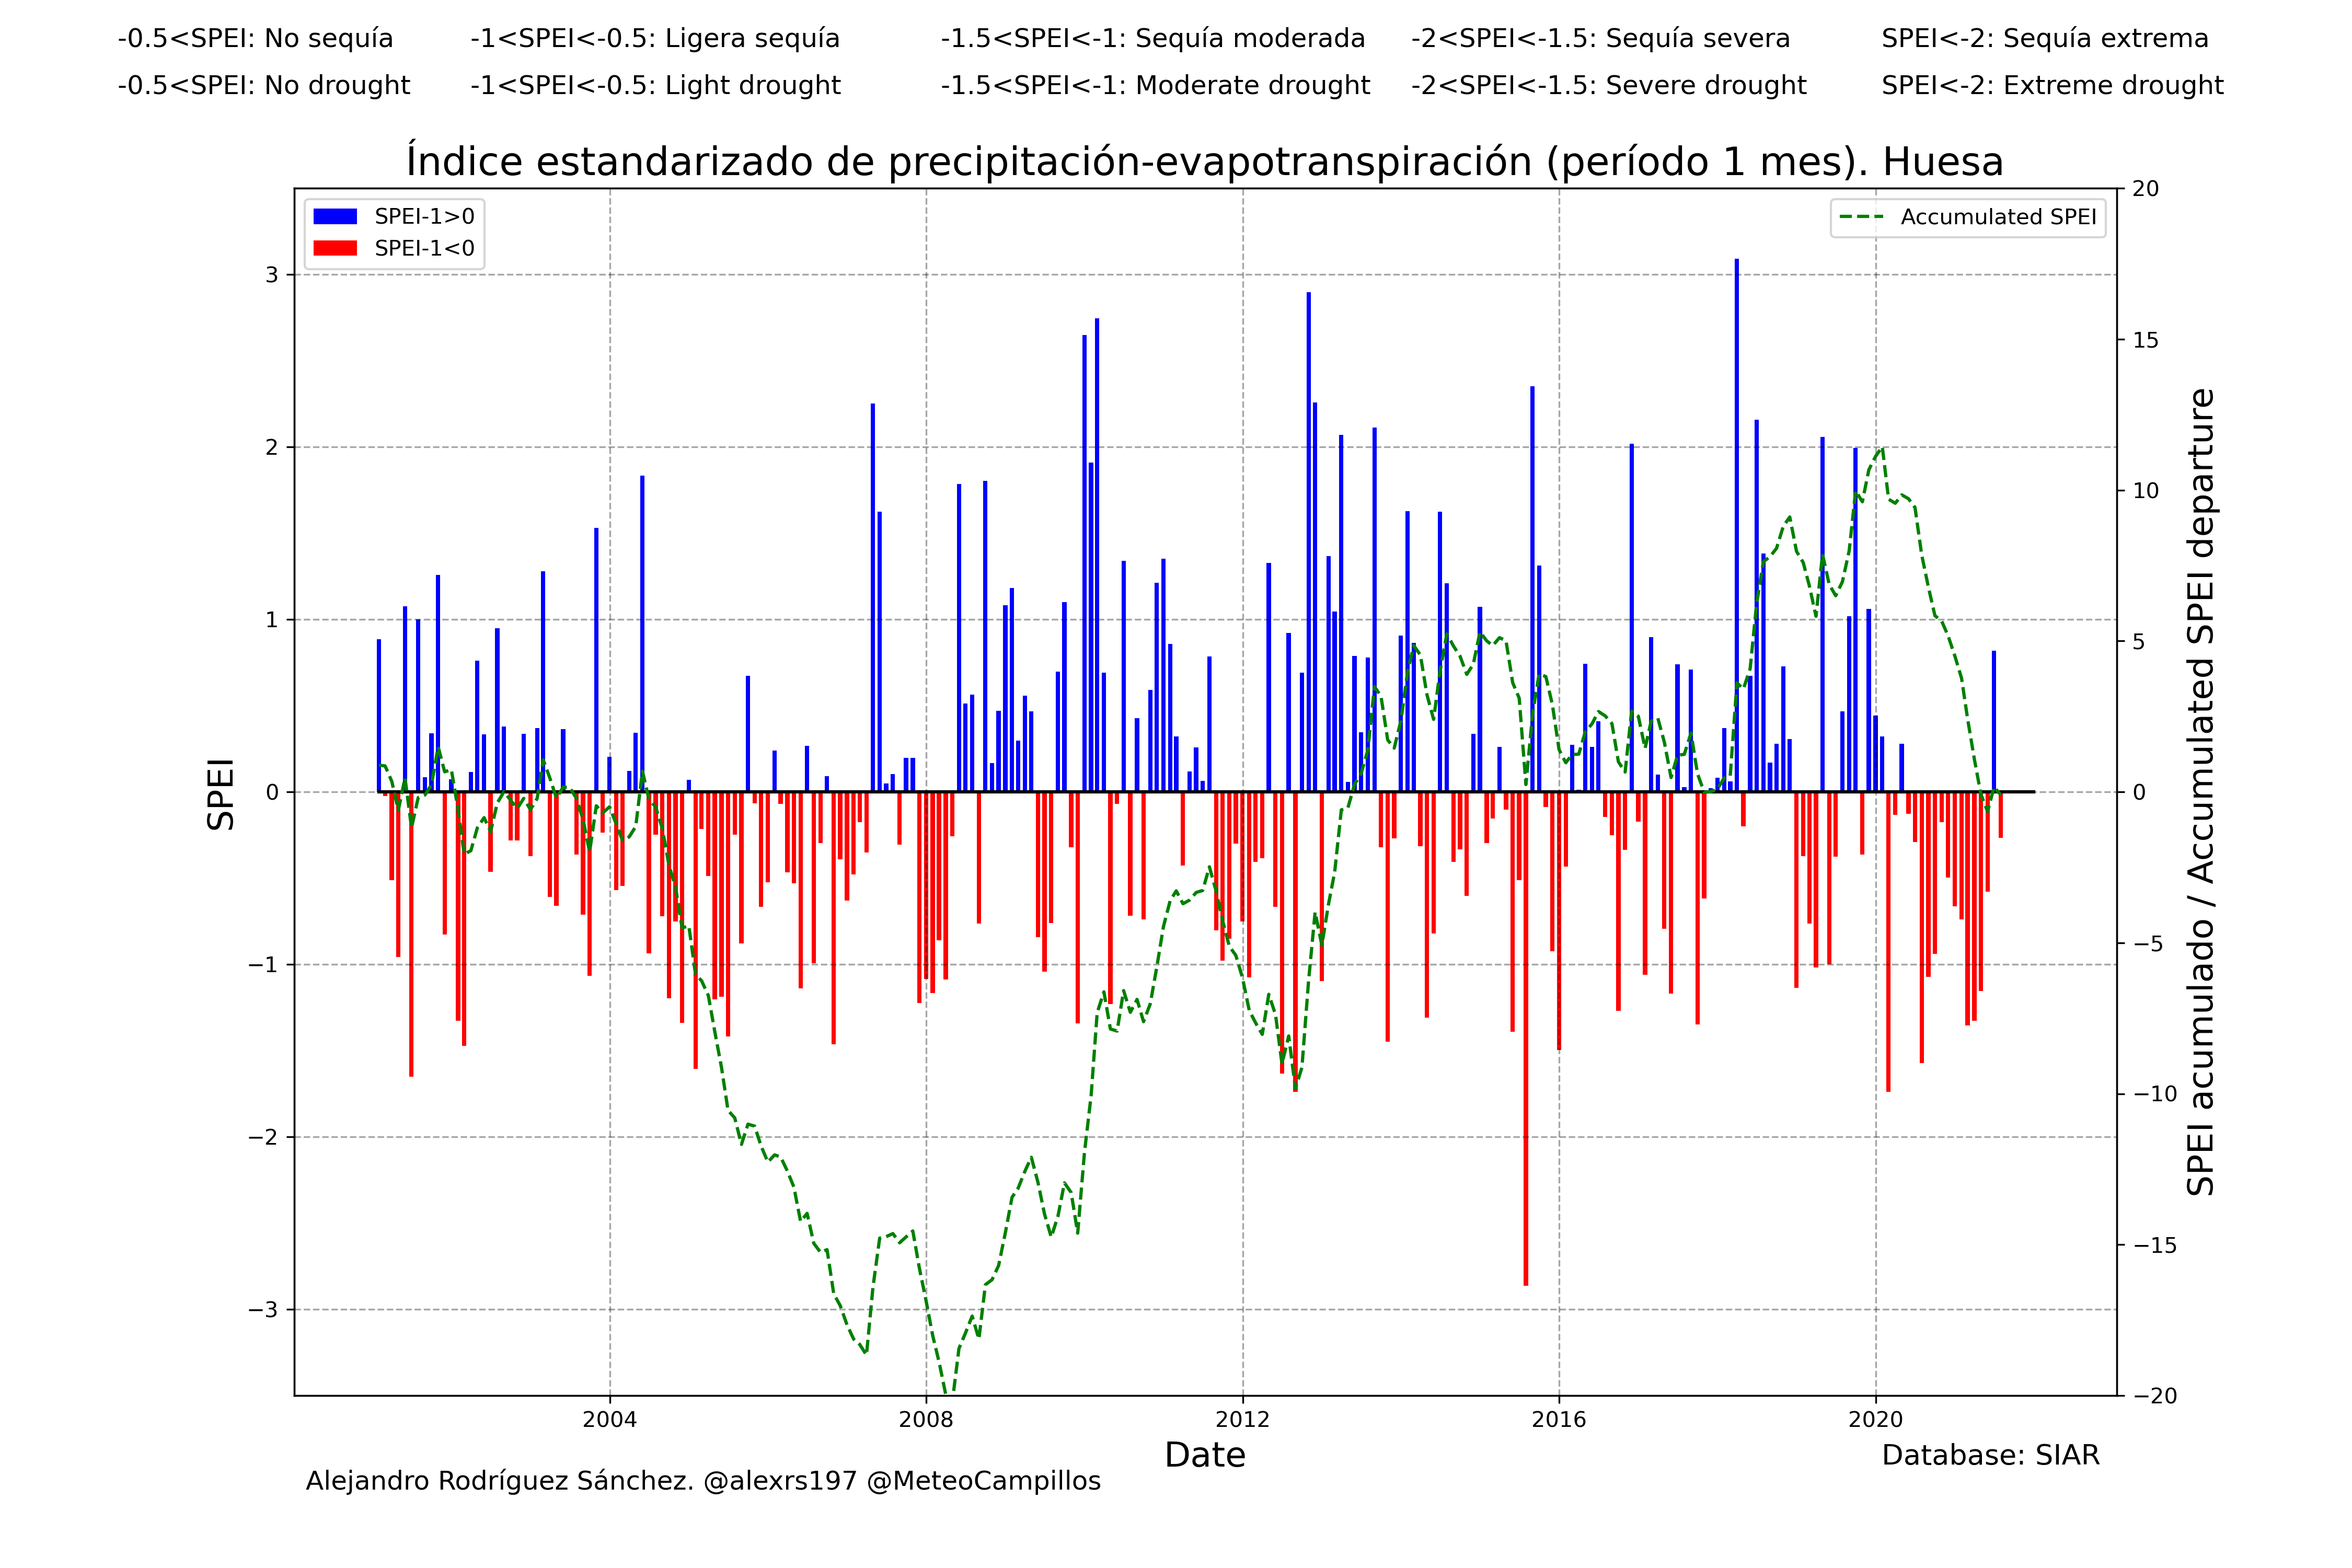 -0.5<SPEI: No sequía -1<SPEI<-0.5: Ligera sequía -1.5<SPEI<-1: Sequía moderada -2<SPEI<-1.5: Sequía severa SPEI<-2: Sequía extrema
-0.5<SPEI: No drought -1<SPEI<-0.5: Light drought -1.5<SPEI<-1: Moderate drought -2<SPEI<-1.5: Severe drought SPEI<-2: Extreme drought
Índice estandarizado de precipitación-evapotranspiración (período 1 mes). Huesa
SPEI-1>0
SPEI-1<0
Accumulated SPEI
SPEI
3
2
1
0
−1
−2
−3
20
15
10
5
0
−5
−10
−15
−20
SPEI acumulado / Accumulated SPEI departure
2004 2008 2012 2016 2020
Date
Database: SIAR
Alejandro Rodríguez Sánchez. @alexrs197 @MeteoCampillos